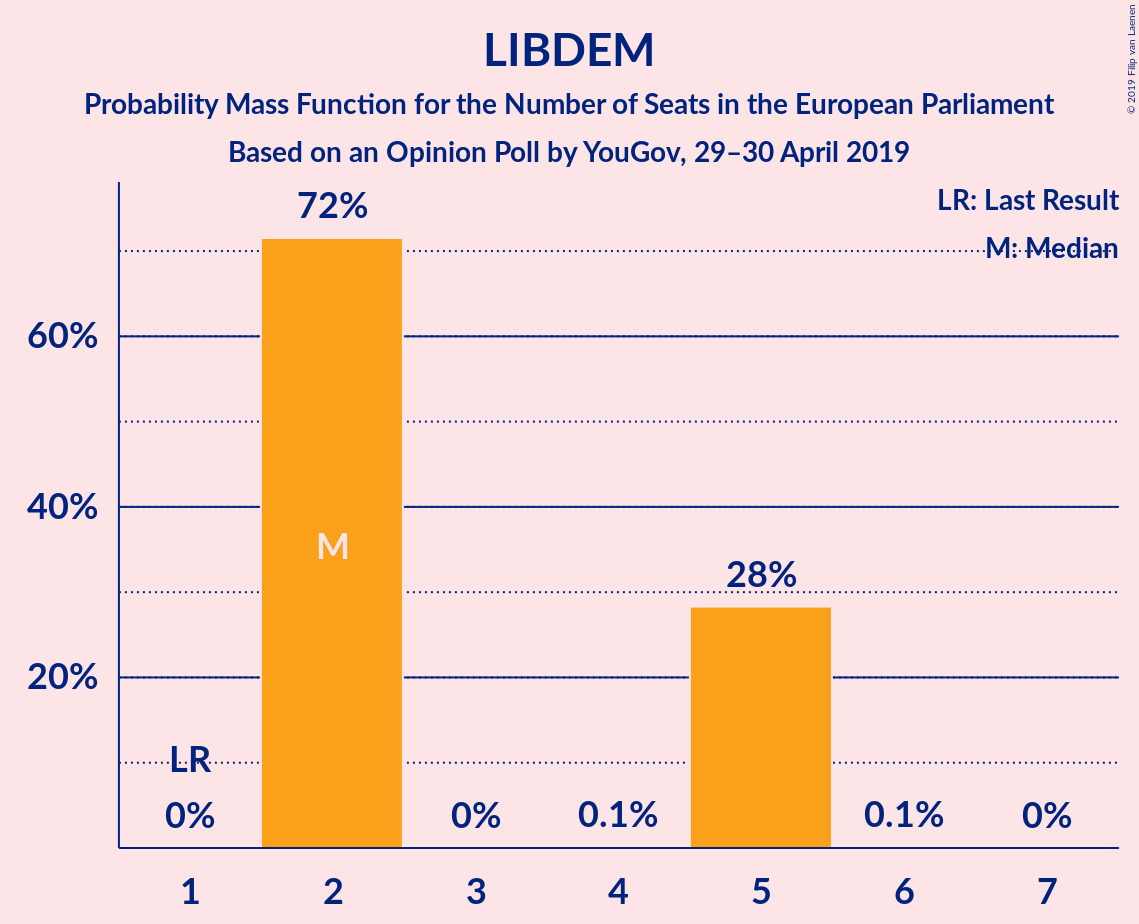 LIBDEM
Probability Mass Function for the Number of Seats in the European Parliament
Based on an Opinion Poll by YouGov, 29–30 April 2019
© 2019 Filip van Laenen
LR: Last Result
M: Median
72%
60%
40%
M
28%
20%
LR
0%
0%
0.1%
0.1%
0%
1 2 3 4 5 6 7